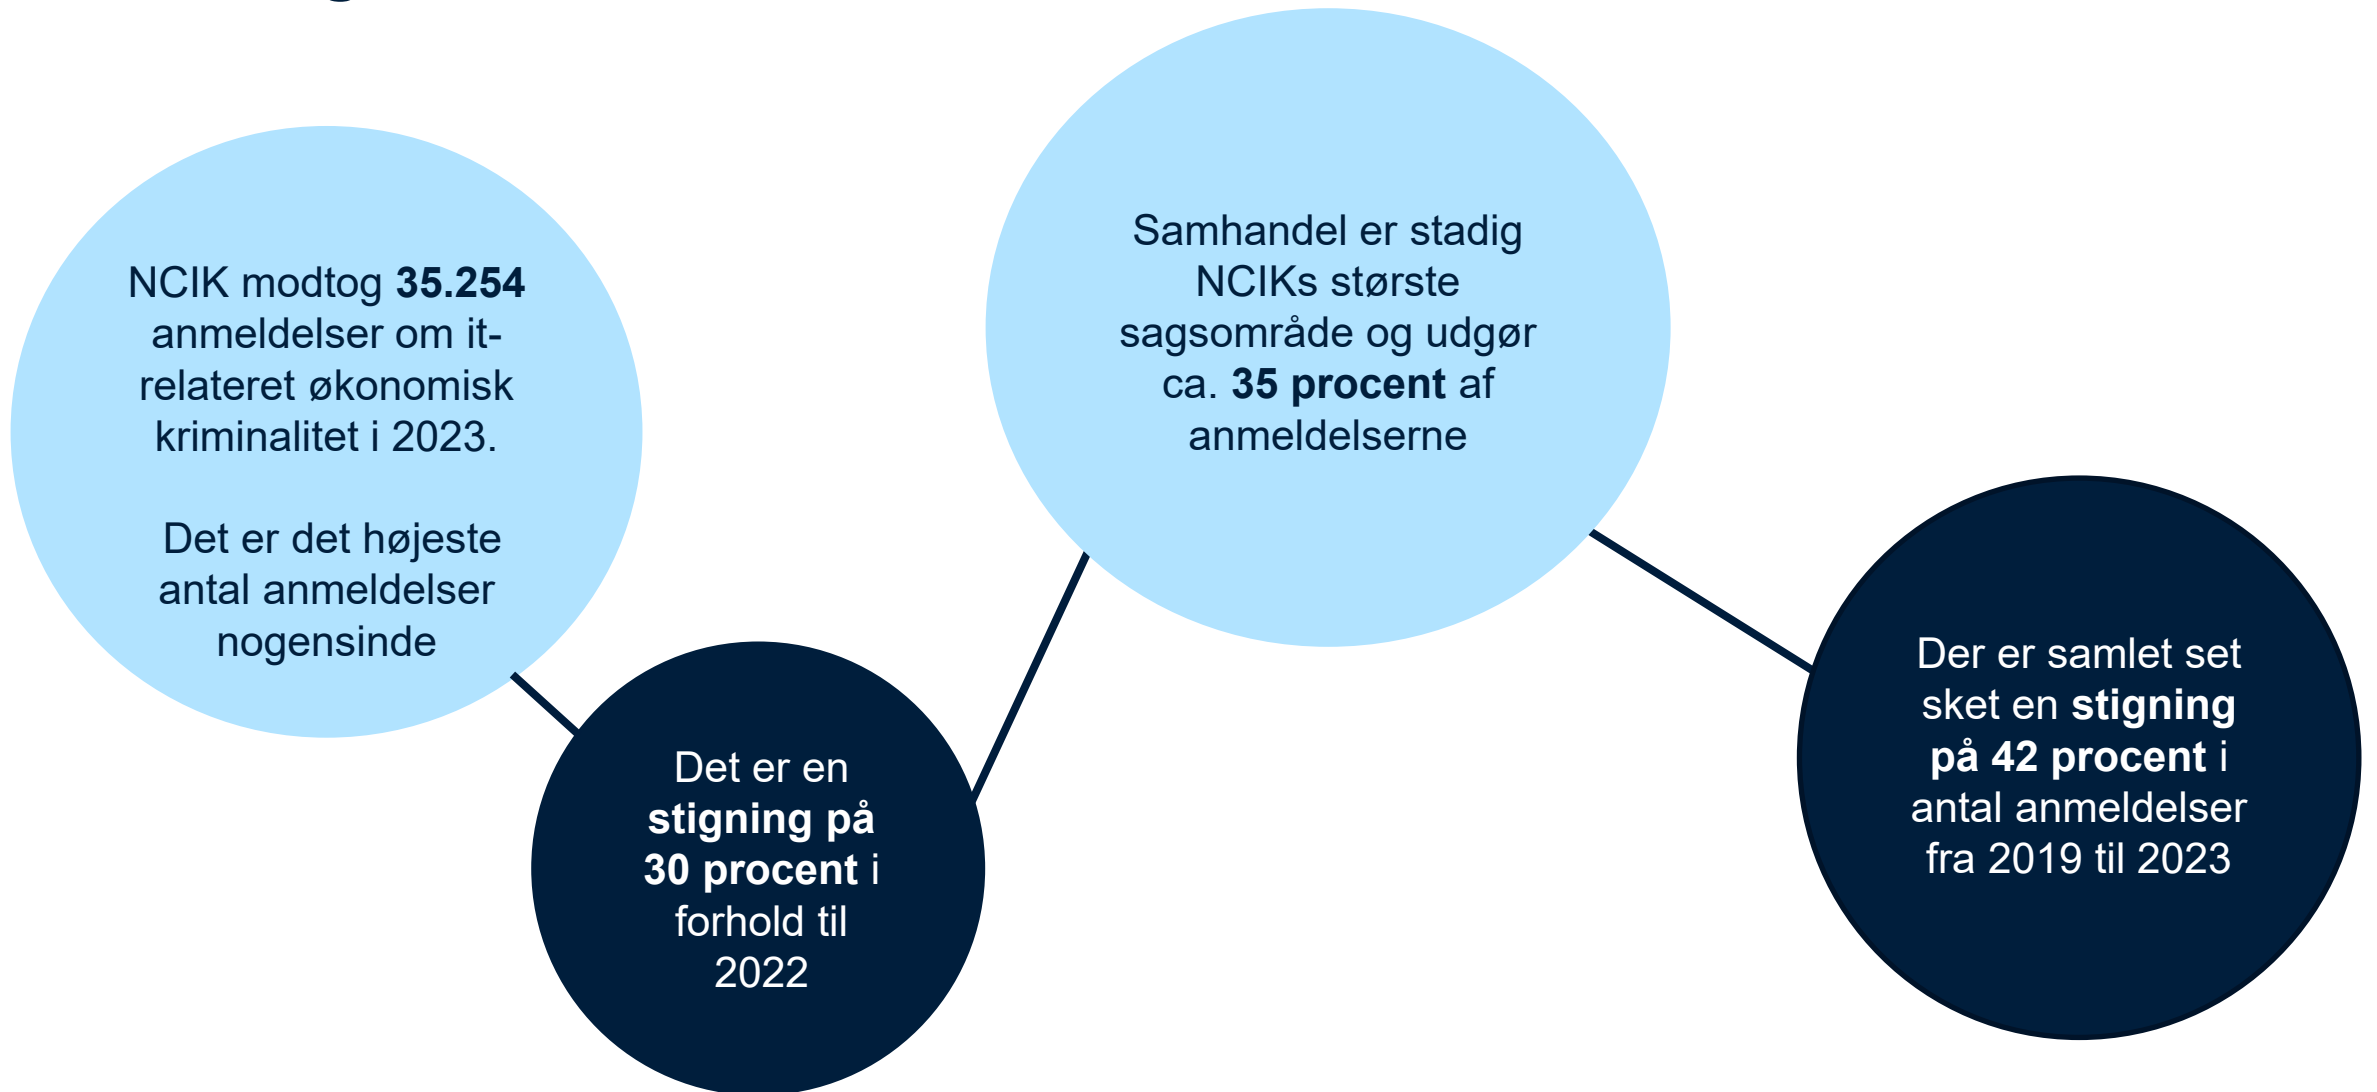 NCIK modtog 35.254
anmeldelser om it-
relateret økonomisk
kriminalitet i 2023.
Det er det højeste
antal anmeldelser
nogensinde
Det er en
stigning på
30 procent i
forhold til
2022
Samhandel er stadig
NCIKs største
sagsområde og udgør
ca. 35 procent af
anmeldelserne
Der er samlet set
sket en stigning
på 42 procent i
antal anmeldelser
fra 2019 til 2023